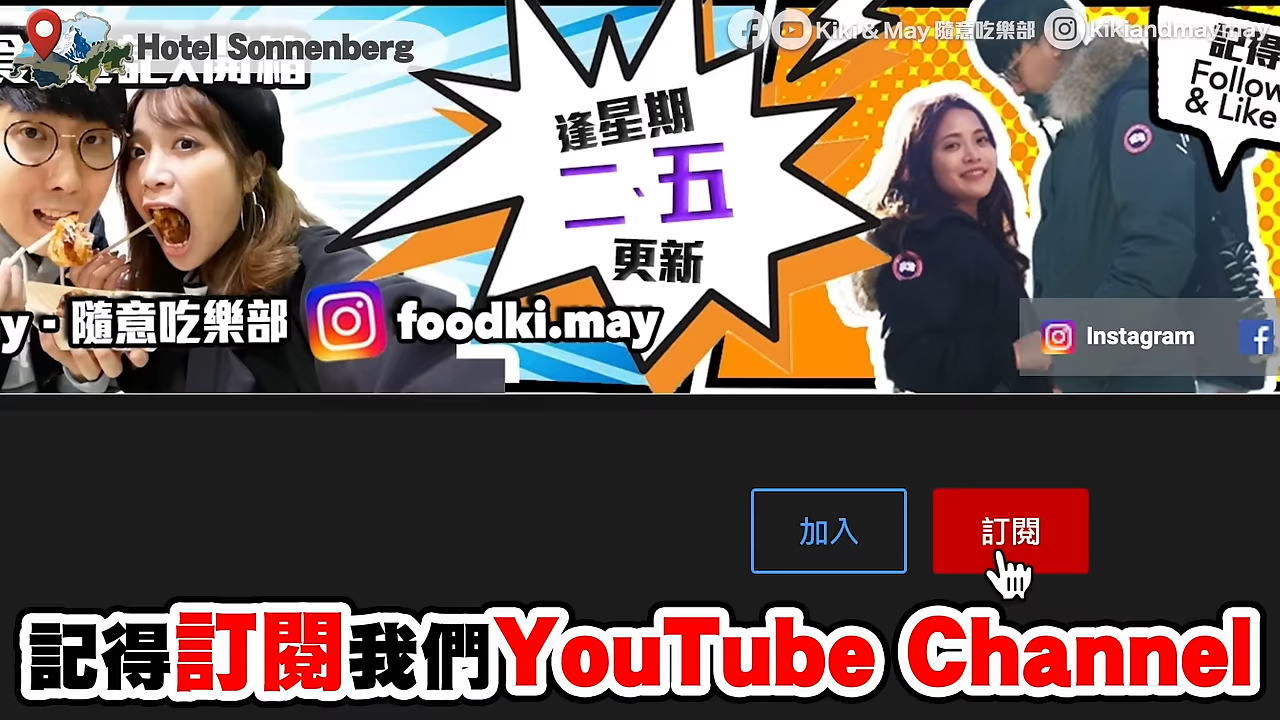 Hotel Sonnenberg
Kiki & May 隨意吃樂部
kikiandmaymay
記得
Follow
& Like
逢星期
二、五
更新
y - 隨意吃樂部
foodki.may
Instagram
加入
訂閱
記得訂閱我們YouTube Channel